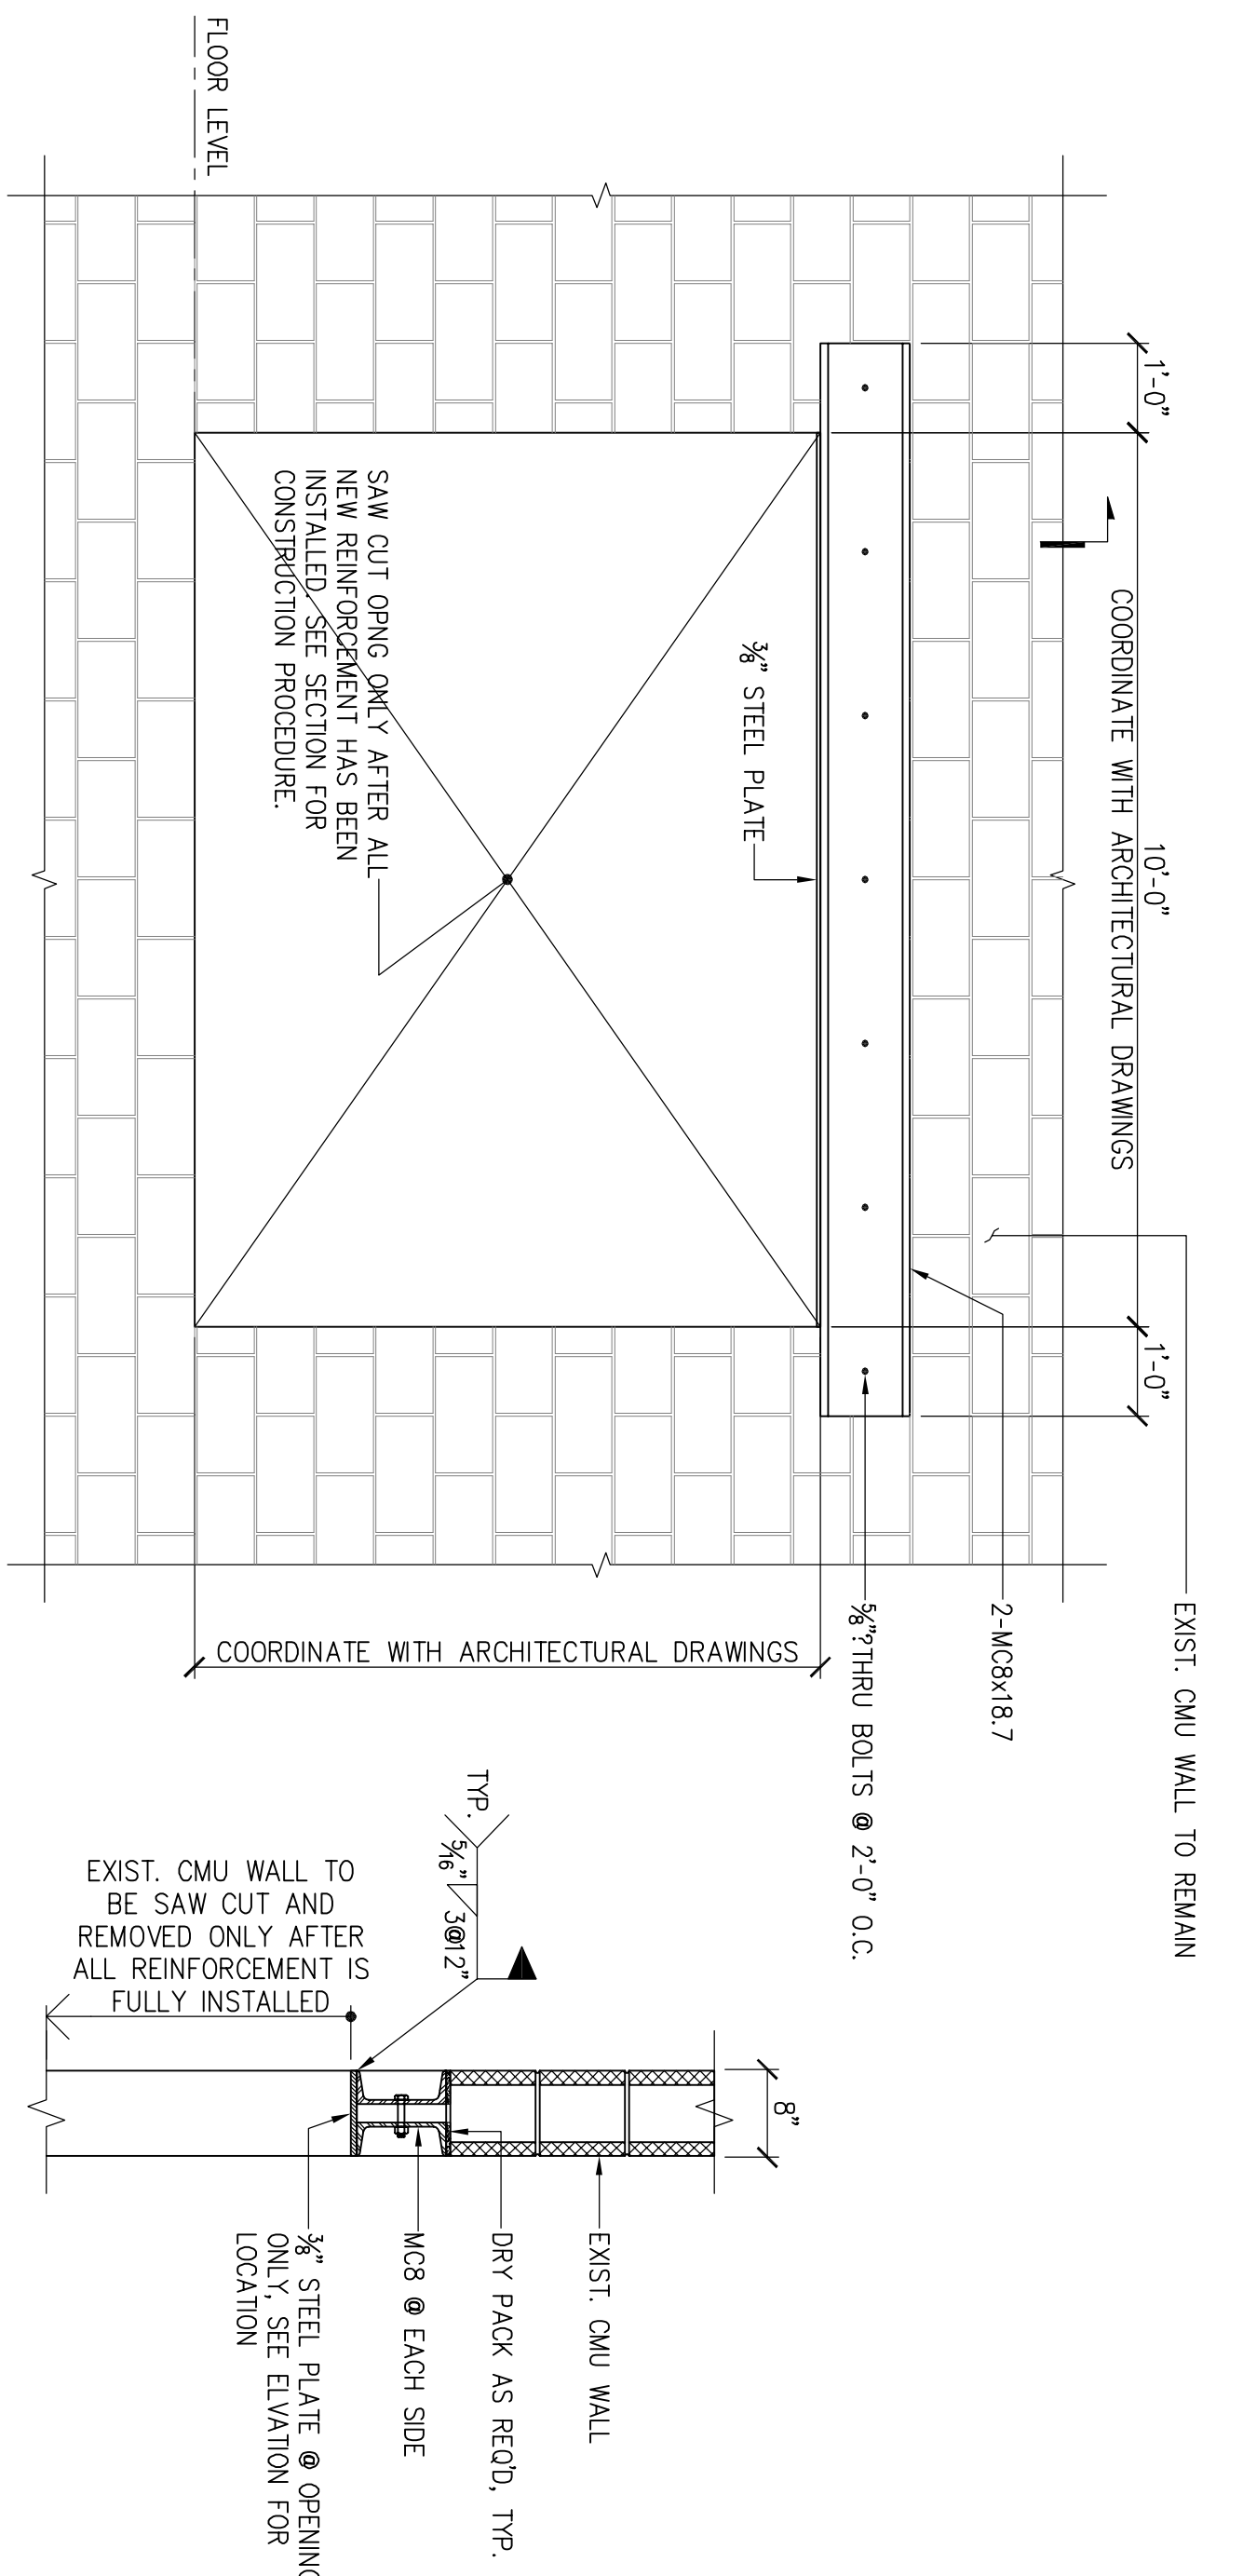 1'-0"
10'-0"
1'-0"
COORDINATE WITH ARCHITECTURAL DRAWINGS
EXIST. CMU WALL TO REMAIN
2-MC8x18.7
5/8"?THRU BOLTS @ 2'-0" O.C.
3/8" STEEL PLATE
SAW CUT OPNG ONLY AFTER ALL
NEW REINFORCEMENT HAS BEEN
INSTALLED. SEE SECTION FOR
CONSTRUCTION PROCEDURE.
FLOOR LEVEL
COORDINATE WITH ARCHITECTURAL DRAWINGS
8"
EXIST. CMU WALL
DRY PACK AS REQ'D, TYP.
MC8 @ EACH SIDE
3/8" STEEL PLATE @ OPENING
ONLY, SEE ELVATION FOR
LOCATION
TYP.
5/16"
3@12"
EXIST. CMU WALL TO
BE SAW CUT AND
REMOVED ONLY AFTER
ALL REINFORCEMENT IS
FULLY INSTALLED